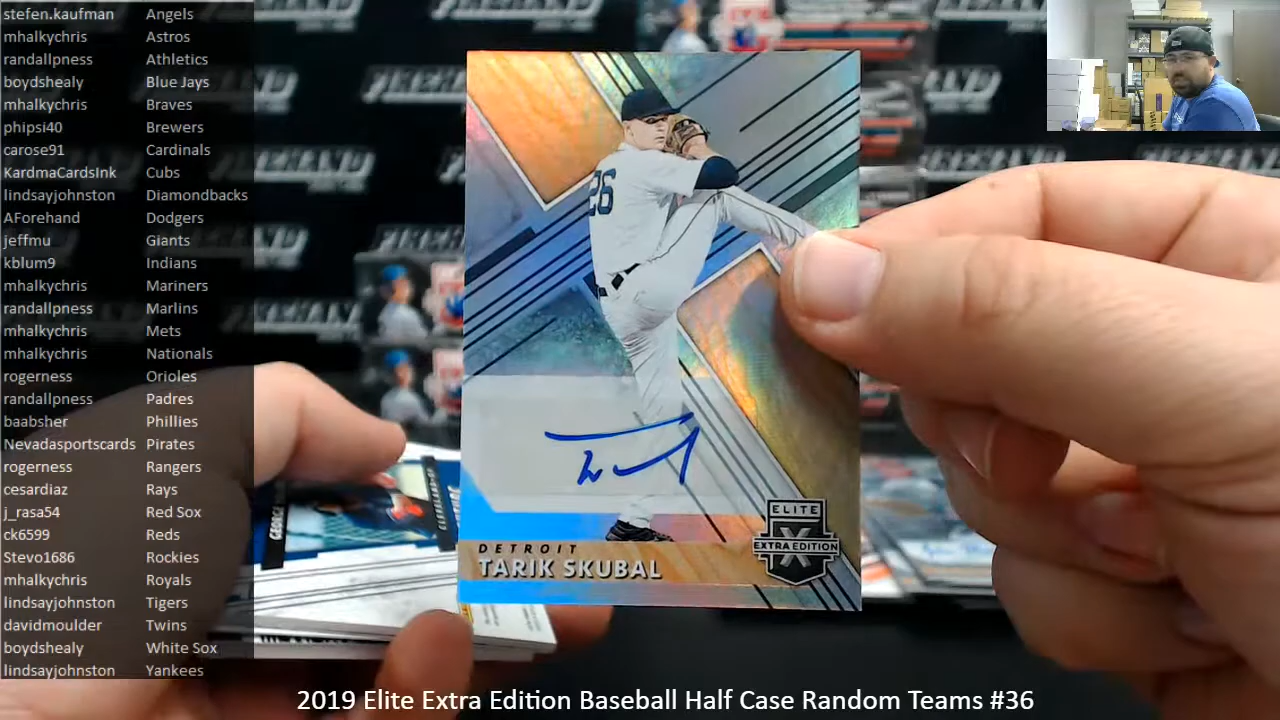 stefen.kaufman Angels
mhalkychris Astros
randallpness Athletics
boydshealy Blue Jays
mhalkychris Braves
phipsi40 Brewers
carose91 Cardinals
KardmaCardsInk Cubs
lindsayjohnston Diamondbacks
AForehand Dodgers
jeffmu Giants
kblum9 Indians
mhalkychris Mariners
randallpness Marlins
mhalkychris Mets
mhalkychris Nationals
rogerness Orioles
randallpness Padres
baabsher Phillies
Nevadasportscards Pirates
rogerness Rangers
cesardiaz Rays
j_rasa54 Red Sox
ck6599 Reds
Stevo1686 Rockies
mhalkychris Royals
lindsayjohnston Tigers
davidmoulder Twins
boydshealy White Sox
lindsayjohnston Yankees
26
ELITE
X
EXTRA EDITION
DETROIT
TARIK SKUBAL
2019 Elite Extra Edition Baseball Half Case Random Teams #36